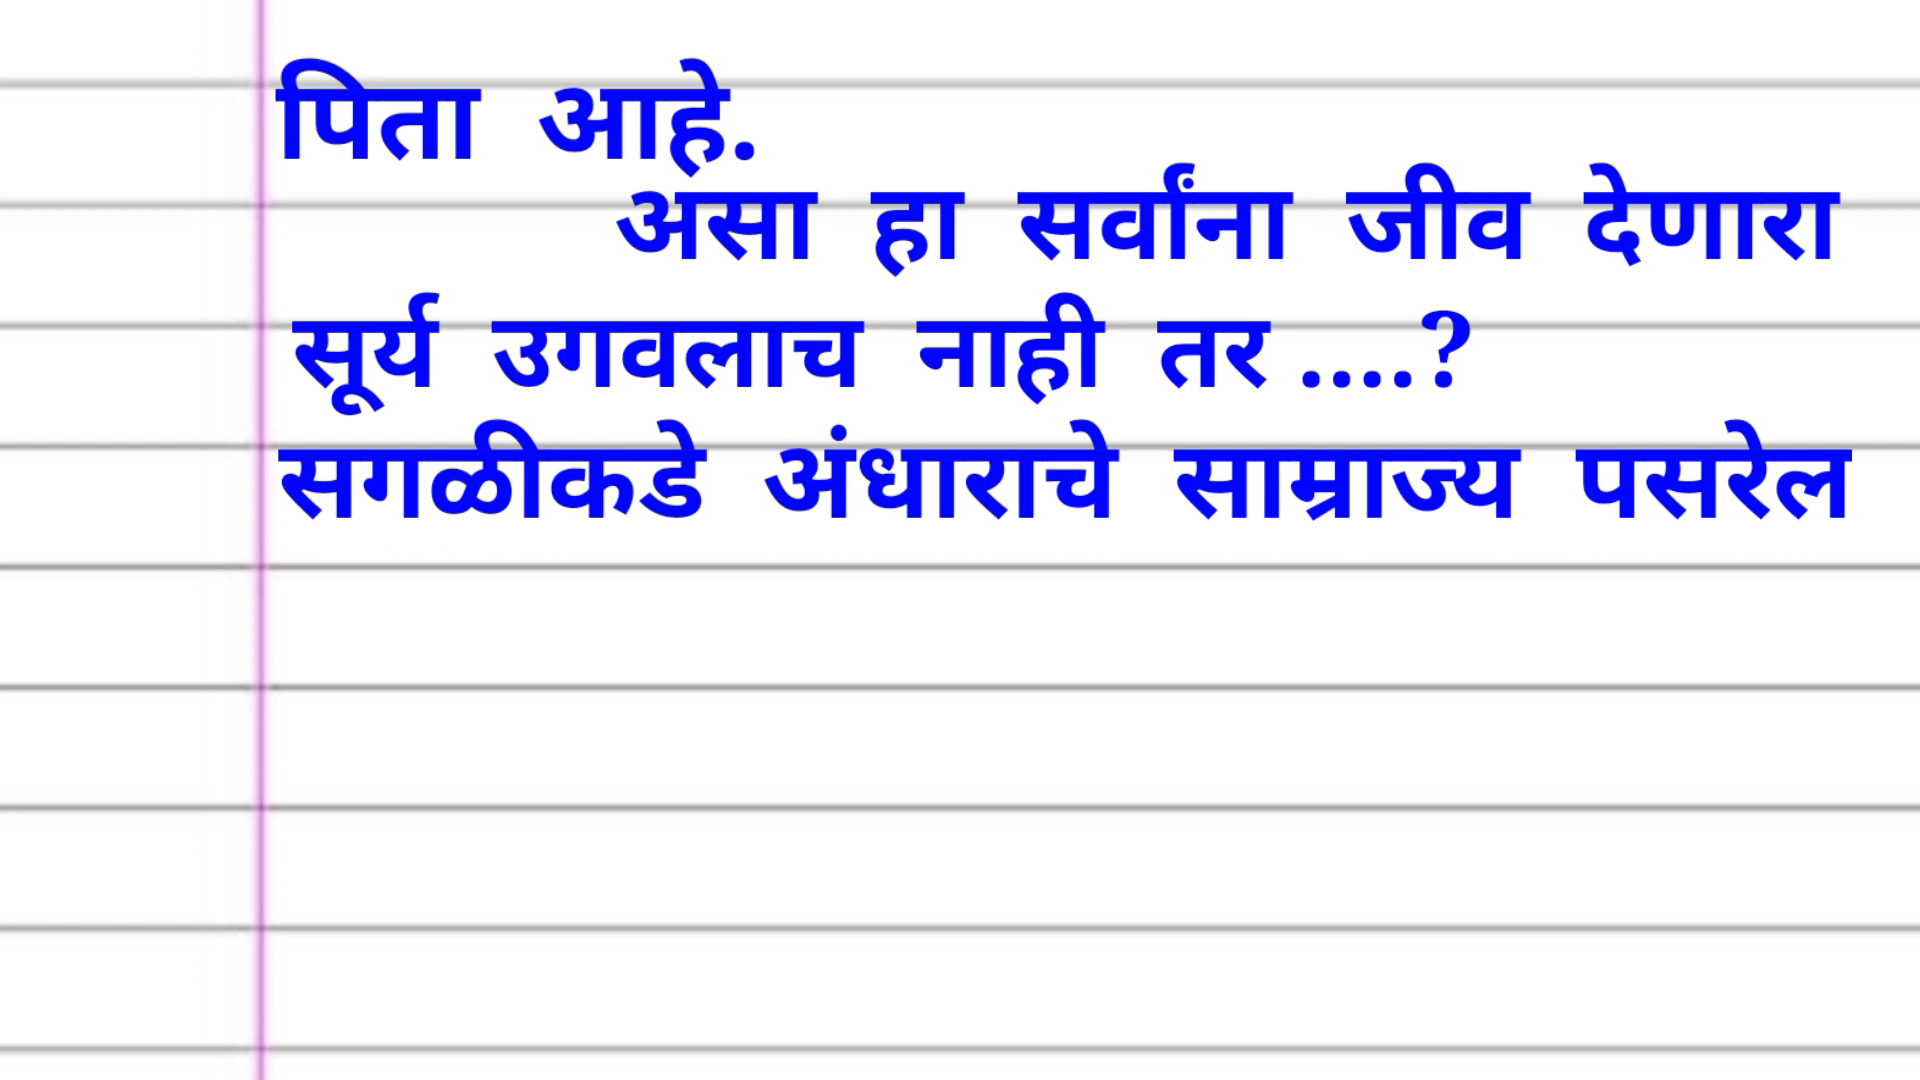 पिता आहे.
असा हा सर्वांना जीव देणारा
सूर्य उगवलाच नाही तर ....?
सगळीकडे अंधाराचे साम्राज्य पसरेल